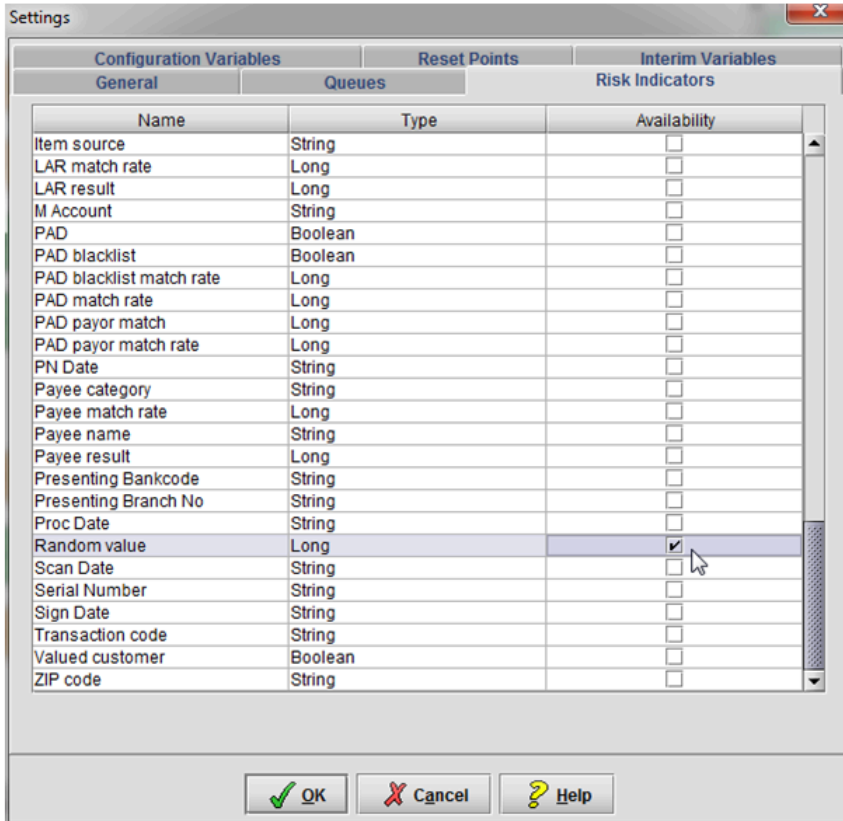 Settings
Configuration Variables Reset Points Interim Variables
General Queues Risk Indicators
Name Type Availability
Item source String
LAR match rate Long
LAR result Long
M Account String
PAD Boolean
PAD blacklist Boolean
PAD blacklist match rate Long
PAD match rate Long
PAD payor match Long
PAD payor match rate Long
PN Date String
Payee category String
Payee match rate Long
Payee name String
Payee result Long
Presenting Bankcode String
Presenting Branch No String
Proc Date String
Random value Long
Scan Date String
Serial Number String
Sign Date String
Transaction code String
Valued customer Boolean
ZIP code String
OK Cancel Help